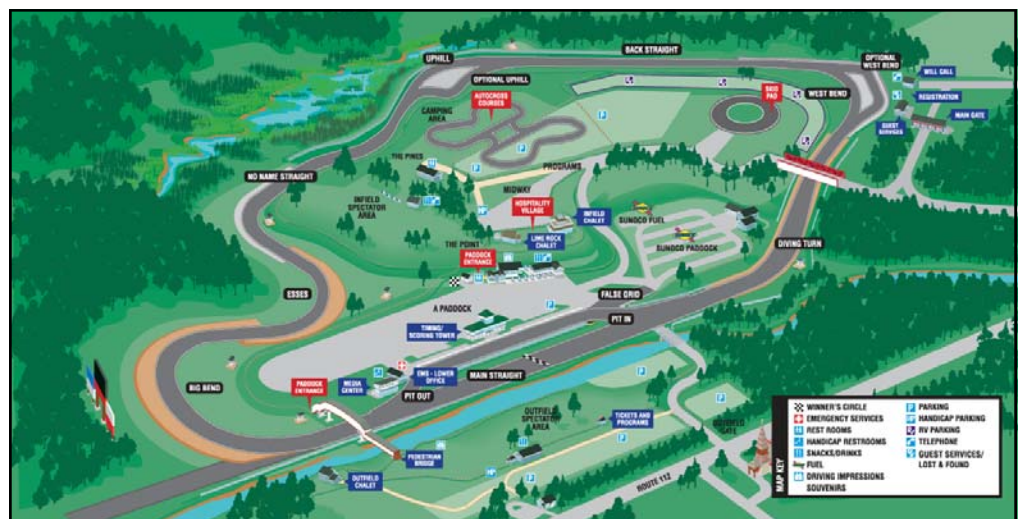 BACK STRAIGHT
UPHILL
OPTIONAL
WEST BEND
WILL CALL
OPTIONAL UPHILL
AUTOCROSS
COURSES
SKID
PAD
WEST BEND
REGISTRATION
CAMPING
AREA
MAIN GATE
GUEST
SERVICES
THE PINES
PROGRAMS
NO NAME STRAIGHT
MIDWAY
INFIELD
SPECTATOR
AREA
HOSPITALITY
VILLAGE
INFIELD
CHALET
SUNOCO FUEL
SUNOCO PADDOCK
LIME ROCK
CHALET
THE POINT
DIVING TURN
PADDOCK
ENTRANCE
ESSES
FALSE GRID
A PADDOCK
PIT IN
TIMING/
SCORING TOWER
MAIN STRAIGHT
EMS - LOWER
OFFICE
MEDIA
CENTER
BIG BEND
PADDOCK
ENTRANCE
PIT OUT
OUTFIELD
SPECTATOR
AREA
TICKETS AND
PROGRAMS
PEDESTRIAN
BRIDGE
OUTFIELD
CHALET
ROUTE 112
MAP KEY
WINNER'S CIRCLE
EMERGENCY SERVICES
REST ROOMS
HANDICAP RESTROOMS
SNACKS/DRINKS
FUEL
DRIVING IMPRESSIONS
SOUVENIRS
P PARKING
HANDICAP PARKING
RV PARKING
TELEPHONE
GUEST SERVICES/
LOST & FOUND